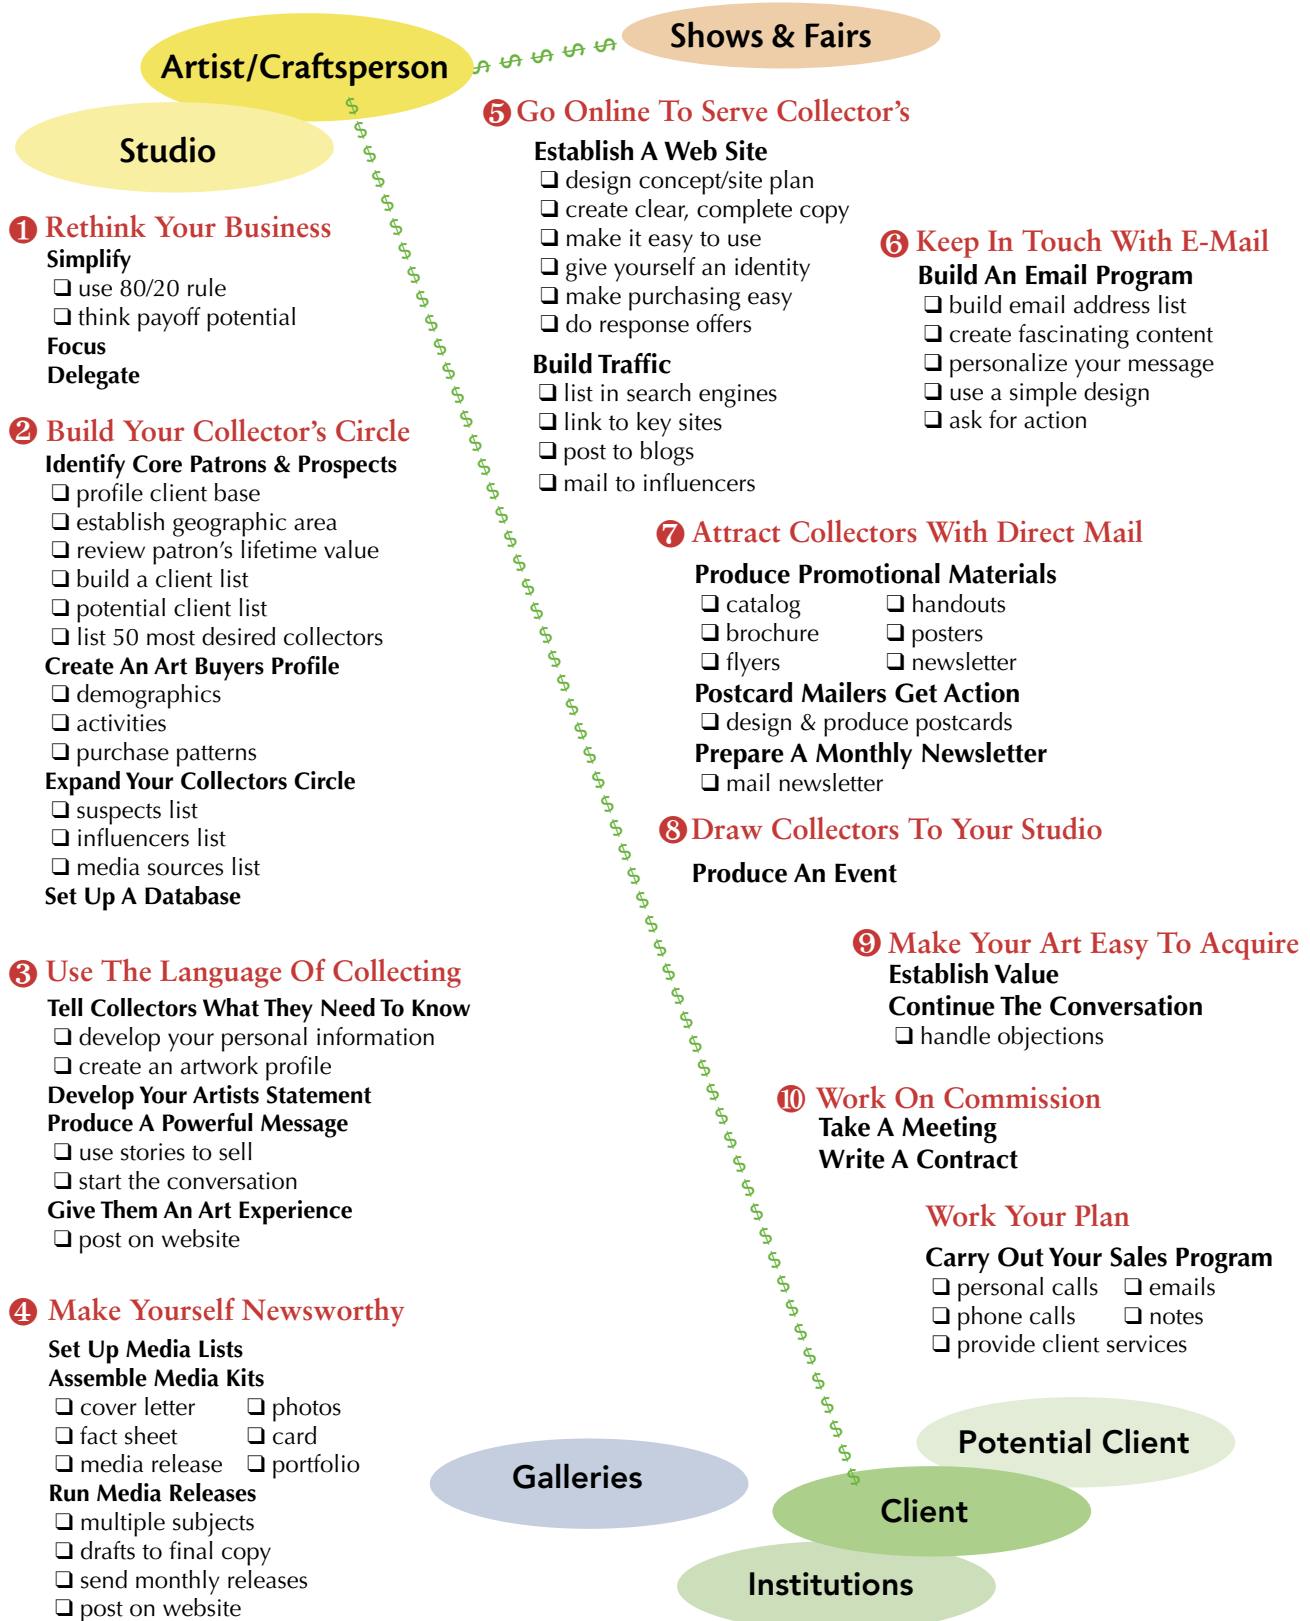 Artist/Craftsperson
Shows & Fairs
Studio
❶ Rethink Your Business
Simplify
❏ use 80/20 rule
❏ think payoff potential
Focus
Delegate
❷ Build Your Collector's Circle
Identify Core Patrons & Prospects
❏ profile client base
❏ establish geographic area
❏ review patron's lifetime value
❏ build a client list
❏ potential client list
❏ list 50 most desired collectors
Create An Art Buyers Profile
❏ demographics
❏ activities
❏ purchase patterns
Expand Your Collectors Circle
❏ suspects list
❏ influencers list
❏ media sources list
Set Up A Database
❸ Use The Language Of Collecting
Tell Collectors What They Need To Know
❏ develop your personal information
❏ create an artwork profile
Develop Your Artists Statement
Produce A Powerful Message
❏ use stories to sell
❏ start the conversation
Give Them An Art Experience
❏ post on website
❹ Make Yourself Newsworthy
Set Up Media Lists
Assemble Media Kits
❏ cover letter ❏ photos
❏ fact sheet ❏ card
❏ media release ❏ portfolio
Run Media Releases
❏ multiple subjects
❏ drafts to final copy
❏ send monthly releases
❏ post on website
❺ Go Online To Serve Collector's
Establish A Web Site
❏ design concept/site plan
❏ create clear, complete copy
❏ make it easy to use
❏ give yourself an identity
❏ make purchasing easy
❏ do response offers
Build Traffic
❏ list in search engines
❏ link to key sites
❏ post to blogs
❏ mail to influencers
❻ Keep In Touch With E-Mail
Build An Email Program
❏ build email address list
❏ create fascinating content
❏ personalize your message
❏ use a simple design
❏ ask for action
❼ Attract Collectors With Direct Mail
Produce Promotional Materials
❏ catalog ❏ handouts
❏ brochure ❏ posters
❏ flyers ❏ newsletter
Postcard Mailers Get Action
❏ design & produce postcards
Prepare A Monthly Newsletter
❏ mail newsletter
❽ Draw Collectors To Your Studio
Produce An Event
❾ Make Your Art Easy To Acquire
Establish Value
Continue The Conversation
❏ handle objections
❿ Work On Commission
Take A Meeting
Write A Contract
Work Your Plan
Carry Out Your Sales Program
❏ personal calls ❏ emails
❏ phone calls ❏ notes
❏ provide client services
Potential Client
Galleries
Client
Institutions